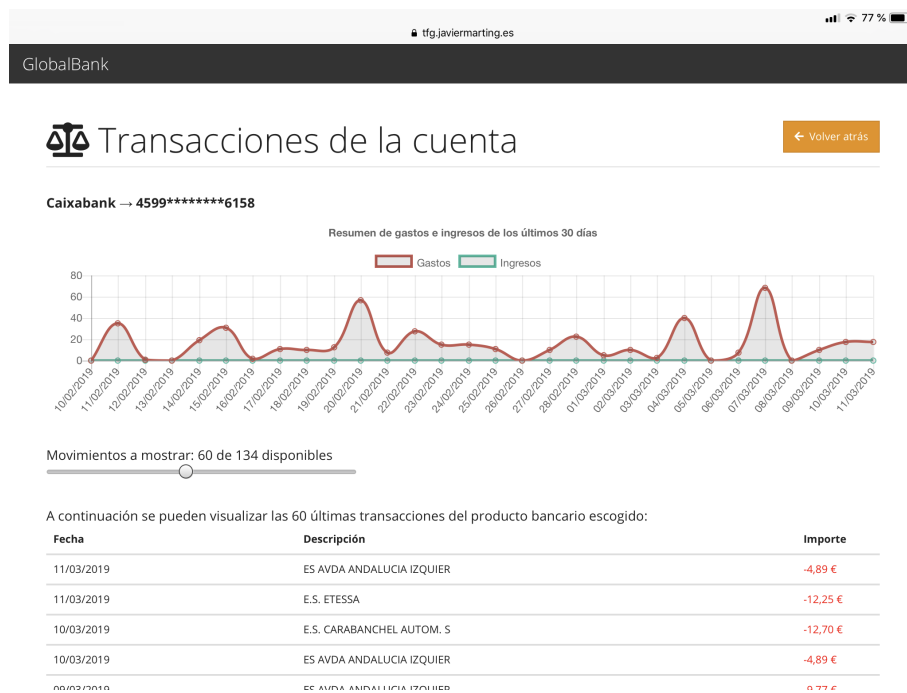 77 %
tfg.javiermarting.es
GlobalBank
Transacciones de la cuenta
← Volver atrás
Caixabank → 4599********6158
Resumen de gastos e ingresos de los últimos 30 días
Gastos Ingresos
80
60
40
20
0
10/02/2019 11/02/2019 12/02/2019 13/02/2019 14/02/2019 15/02/2019 16/02/2019 17/02/2019 18/02/2019 19/02/2019 20/02/2019 21/02/2019 22/02/2019 23/02/2019 24/02/2019 25/02/2019 26/02/2019 27/02/2019 28/02/2019 01/03/2019 02/03/2019 03/03/2019 04/03/2019 05/03/2019 06/03/2019 07/03/2019 08/03/2019 09/03/2019 10/03/2019 11/03/2019
Movimientos a mostrar: 60 de 134 disponibles
A continuación se pueden visualizar las 60 últimas transacciones del producto bancario escogido:
Fecha Descripción Importe
11/03/2019 ES AVDA ANDALUCIA IZQUIER -4,89 €
11/03/2019 E.S. ETESSA -12,25 €
10/03/2019 E.S. CARABANCHEL AUTOM. S -12,70 €
10/03/2019 ES AVDA ANDALUCIA IZQUIER -4,89 €
09/03/2019 ES AVDA ANDALUCIA IZQUIER -9,77 €